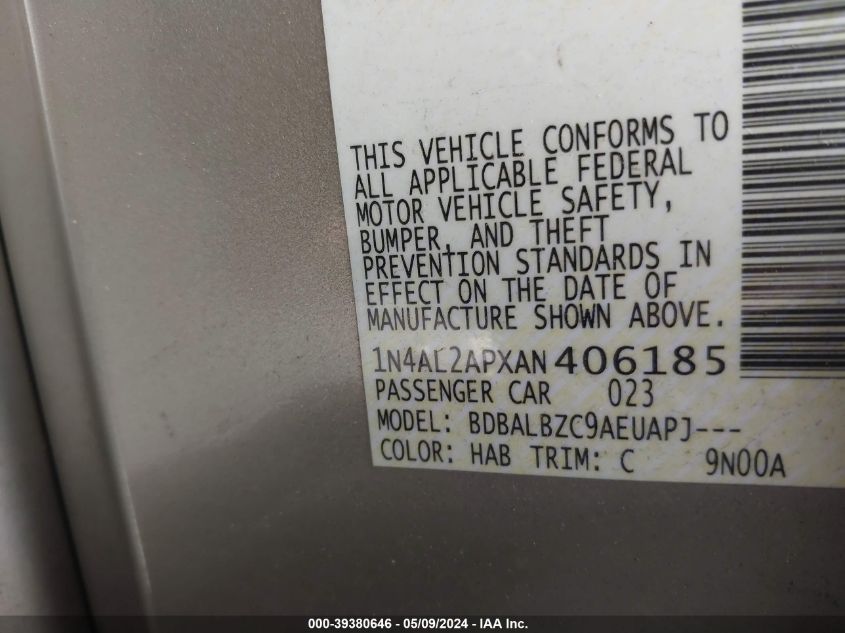 THIS VEHICLE CONFORMS TO
ALL APPLICABLE FEDERAL
MOTOR VEHICLE SAFETY,
BUMPER, AND THEFT
PREVENTION STANDARDS IN
EFFECT ON THE DATE OF
MANUFACTURE SHOWN ABOVE.
1N4AL2APXAN406185
PASSENGER CAR 023
MODEL: BDBALBZC9AEUAPJ---
COLOR: HAB TRIM: C 9N00A
000-39380646 / 05/09/2024 - IAA Inc.